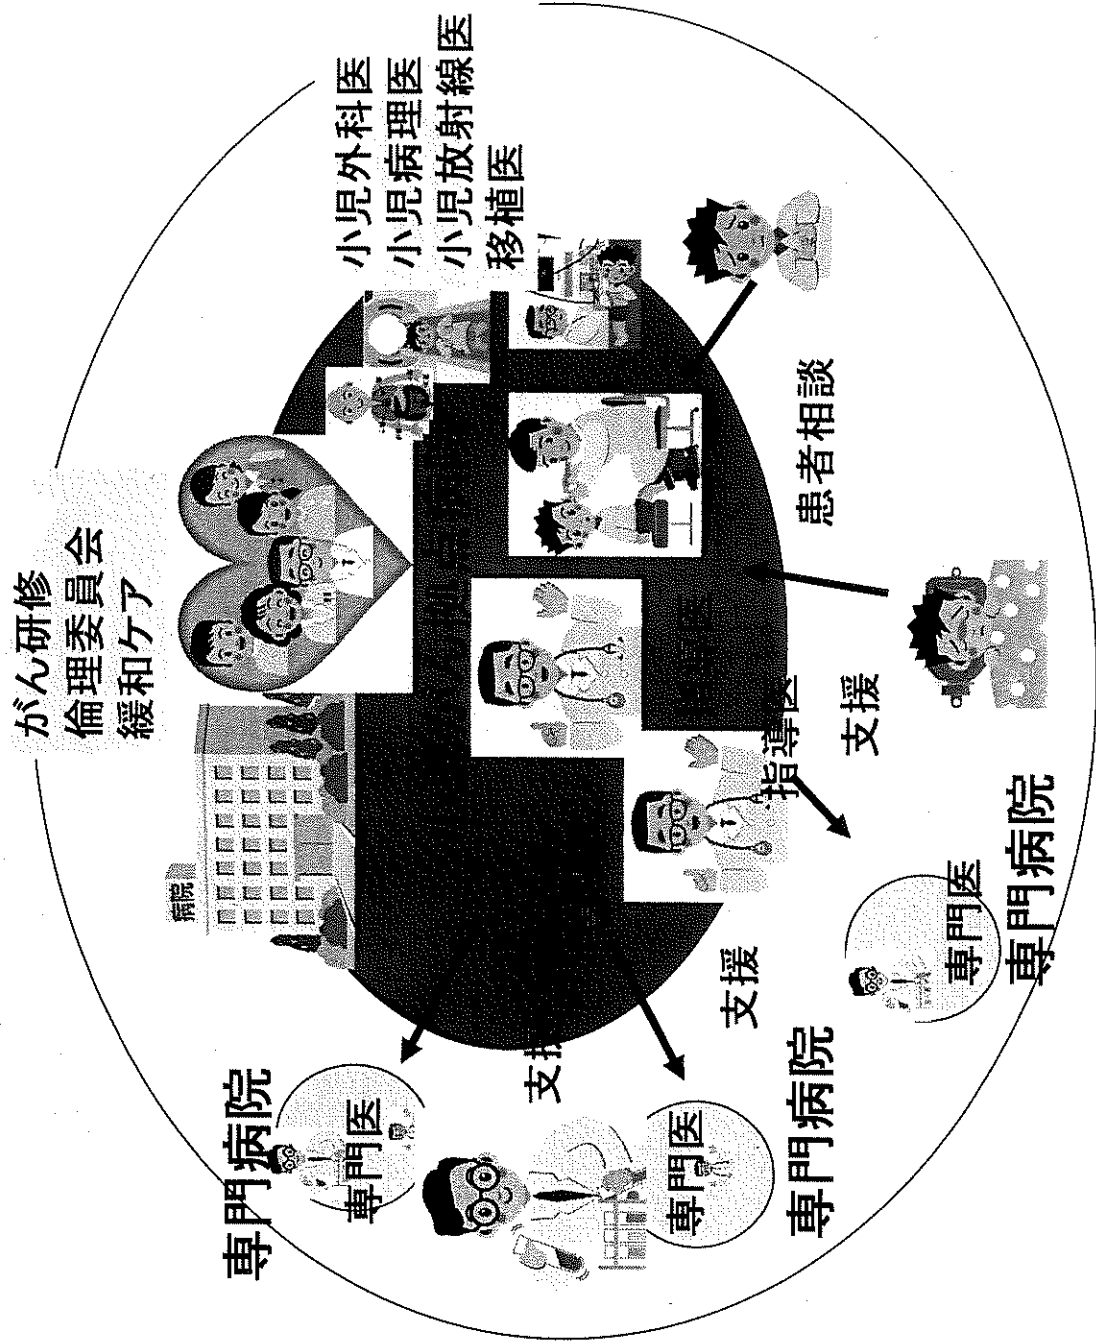 がん研修
倫理委員会
緩和ケア
病院
専門病院
専門医
小児外科医
小児病理医
小児放射線医
移植医
支援
専門医
専門病院
支援
指導医
患者相談
支援
専門医
専門病院